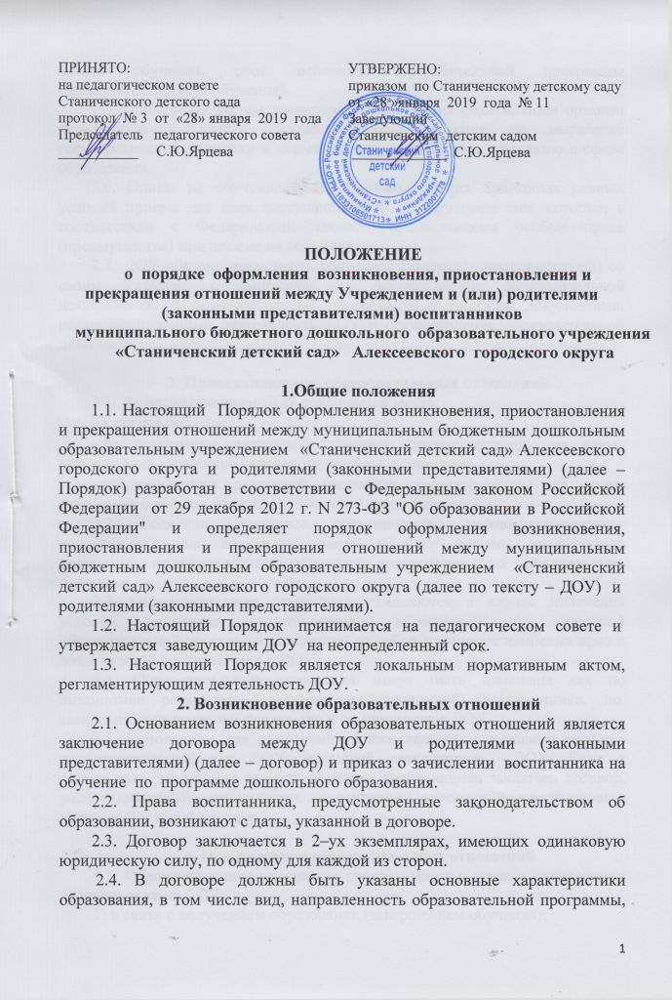 ПРИНЯТО:
на педагогическом совете
Станиченского детского сада
протокол № 3 от «28» января 2019 года
Председатель педагогического совета
С.Ю.Ярцева
УТВЕРЖЕНО:
приказом по Станиченскому детскому саду
от «28 »января 2019 года № 11
Заведующий
Станиченским детским садом
С.Ю.Ярцева
Станиченский
детский
сад
ПОЛОЖЕНИЕ
о порядке оформления возникновения, приостановления и
прекращения отношений между Учреждением и (или) родителями
(законными представителями) воспитанников
муниципального бюджетного дошкольного образовательного учреждения
«Станиченский детский сад» Алексеевского городского округа
1.Общие положения
1.1. Настоящий Порядок оформления возникновения, приостановления
и прекращения отношений между муниципальным бюджетным дошкольным
образовательным учреждением «Станиченский детский сад» Алексеевского
городского округа и родителями (законными представителями) (далее –
Порядок) разработан в соответствии с Федеральным законом Российской
Федерации от 29 декабря 2012 г. N 273-ФЗ "Об образовании в Российской
Федерации" и определяет порядок оформления возникновения,
приостановления и прекращения отношений между муниципальным
бюджетным дошкольным образовательным учреждением «Станиченский
детский сад» Алексеевского городского округа (далее по тексту – ДОУ) и
родителями (законными представителями).
1.2. Настоящий Порядок принимается на педагогическом совете и
утверждается заведующим ДОУ на неопределенный срок.
1.3. Настоящий Порядок является локальным нормативным актом,
регламентирующим деятельность ДОУ.
2. Возникновение образовательных отношений
2.1. Основанием возникновения образовательных отношений является
заключение договора между ДОУ и родителями (законными
представителями) (далее – договор) и приказ о зачислении воспитанника на
обучение по программе дошкольного образования.
2.2. Права воспитанника, предусмотренные законодательством об
образовании, возникают с даты, указанной в договоре.
2.3. Договор заключается в 2–ух экземплярах, имеющих одинаковую
юридическую силу, по одному для каждой из сторон.
2.4. В договоре должны быть указаны основные характеристики
образования, в том числе вид, направленность образовательной программы,
1